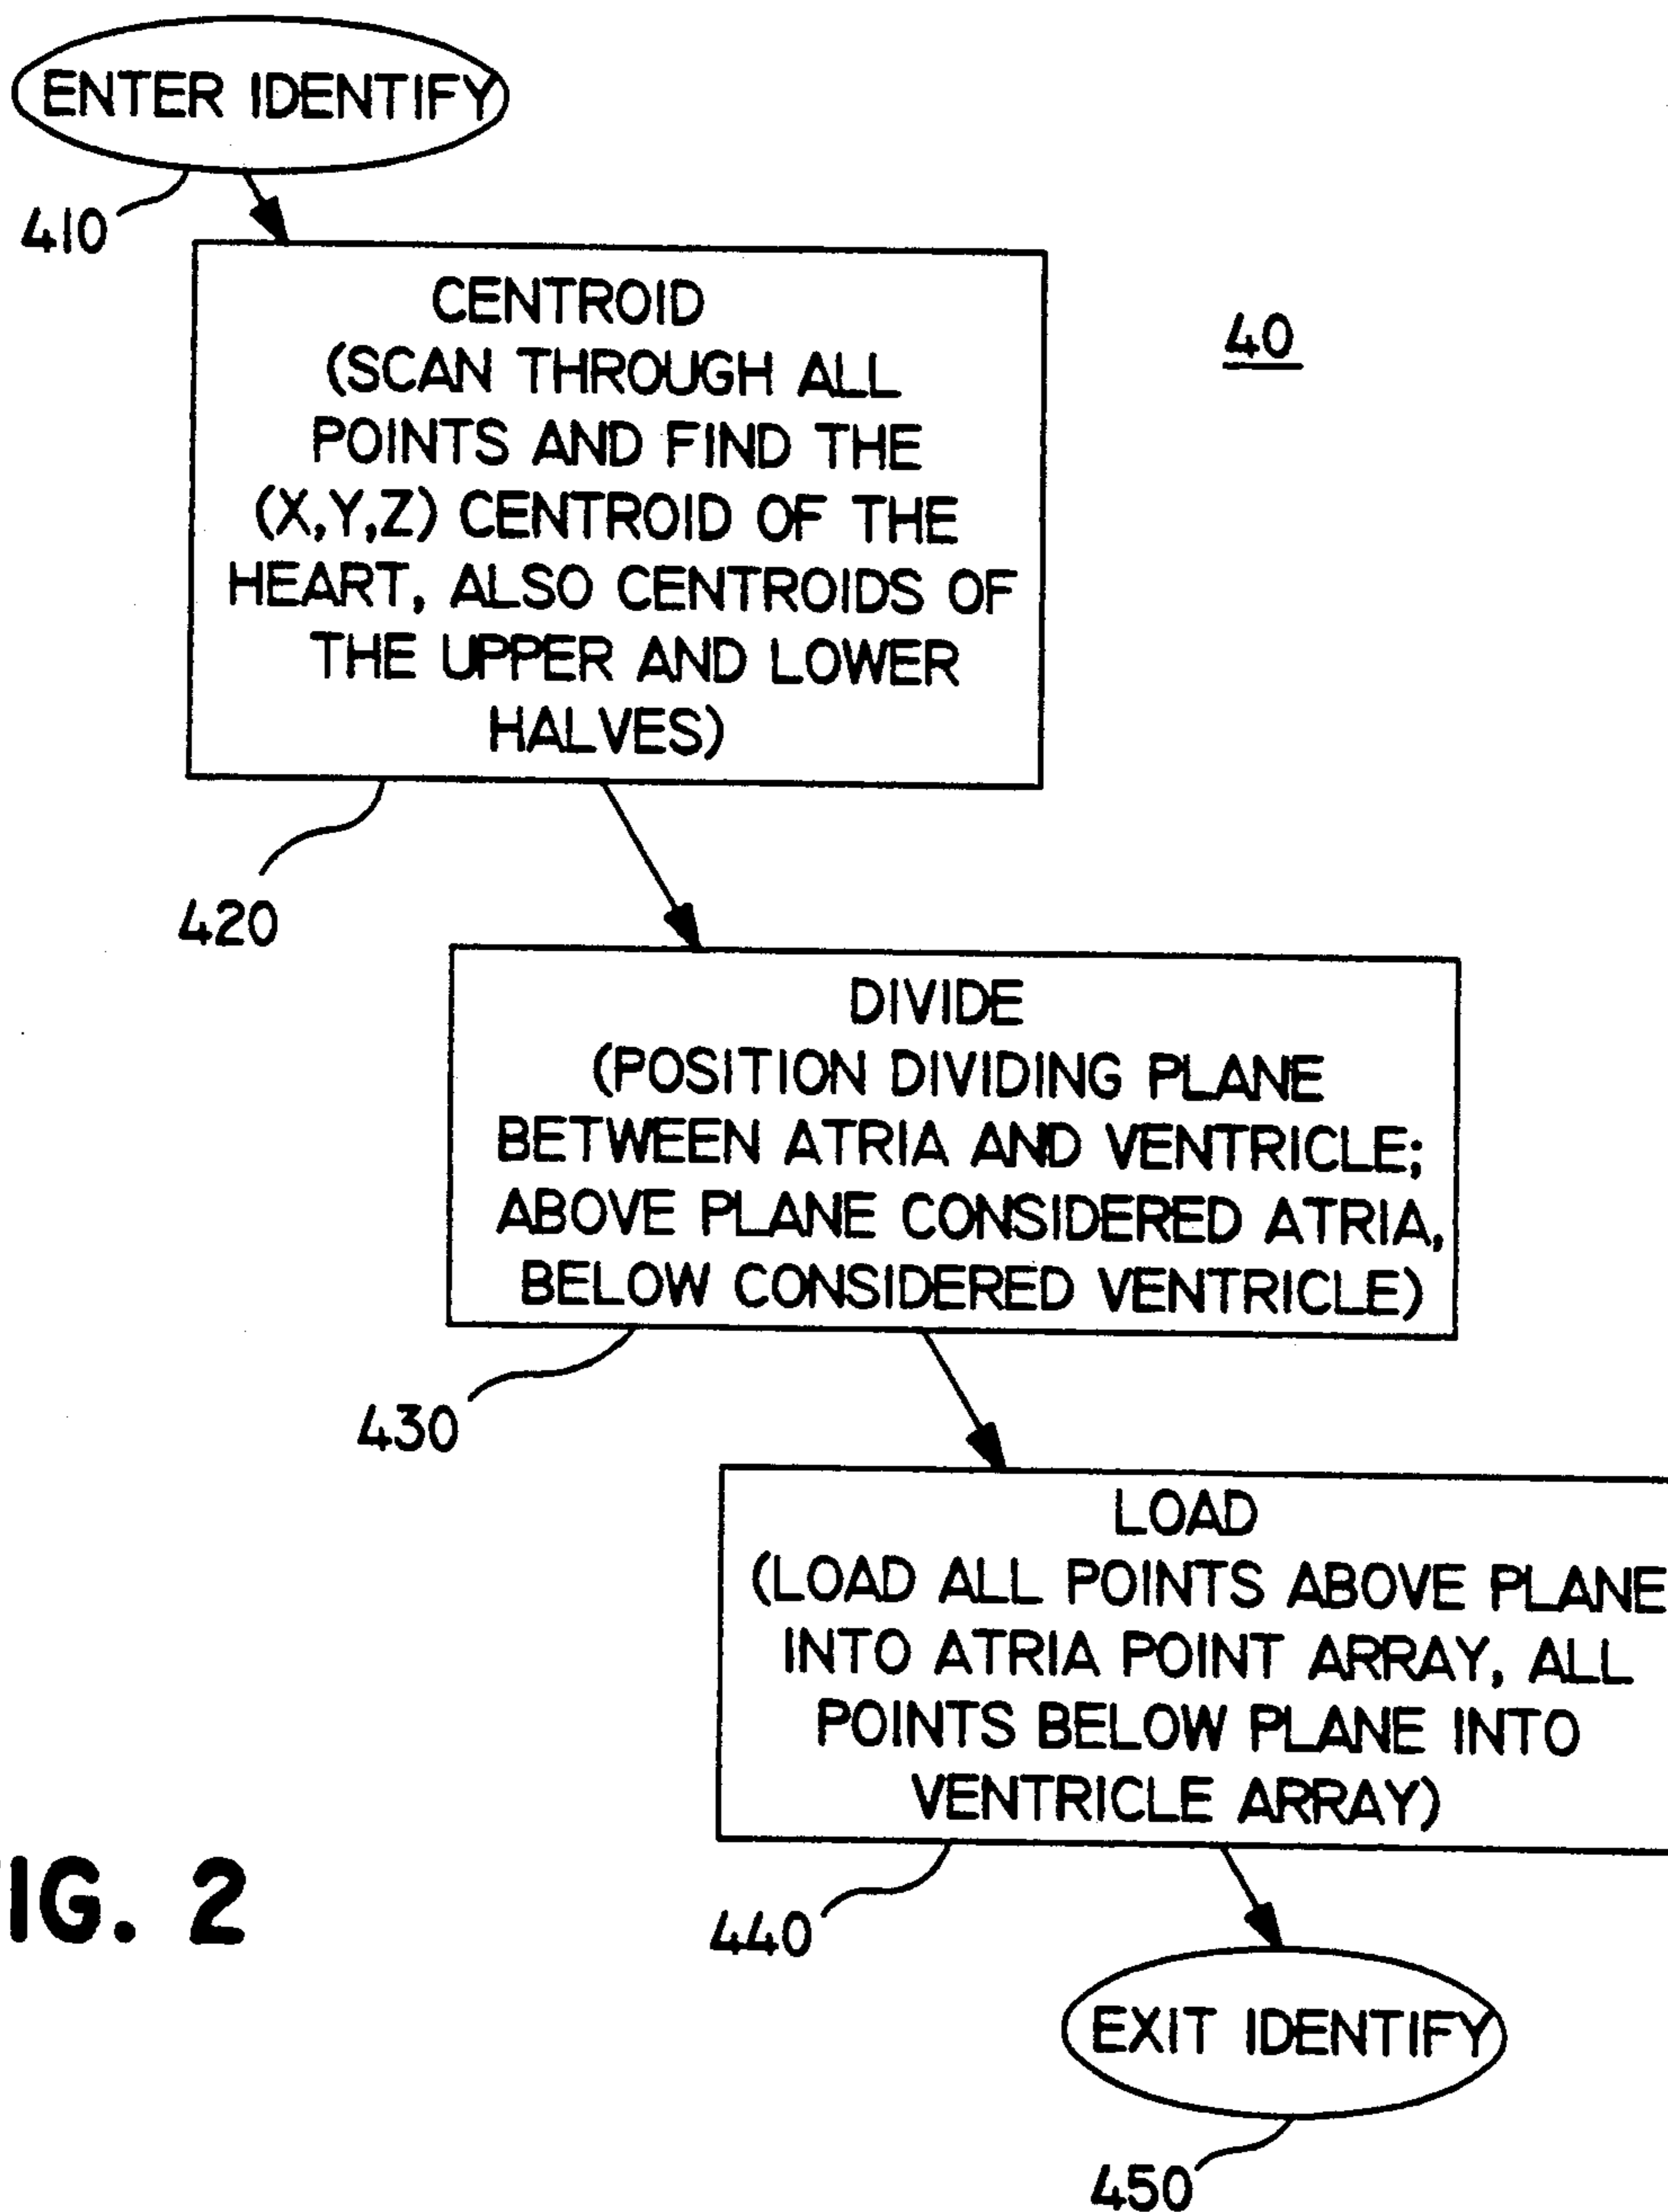 ENTER IDENTIFY
410
CENTROID
(SCAN THROUGH ALL
POINTS AND FIND THE
(X,Y,Z) CENTROID OF THE
HEART, ALSO CENTROIDS OF
THE UPPER AND LOWER
HALVES)
40
420
DIVIDE
(POSITION DIVIDING PLANE
BETWEEN ATRIA AND VENTRICLE;
ABOVE PLANE CONSIDERED ATRIA,
BELOW CONSIDERED VENTRICLE)
430
LOAD
(LOAD ALL POINTS ABOVE PLANE
INTO ATRIA POINT ARRAY, ALL
POINTS BELOW PLANE INTO
VENTRICLE ARRAY)
440
IG. 2
EXIT IDENTIFY
450